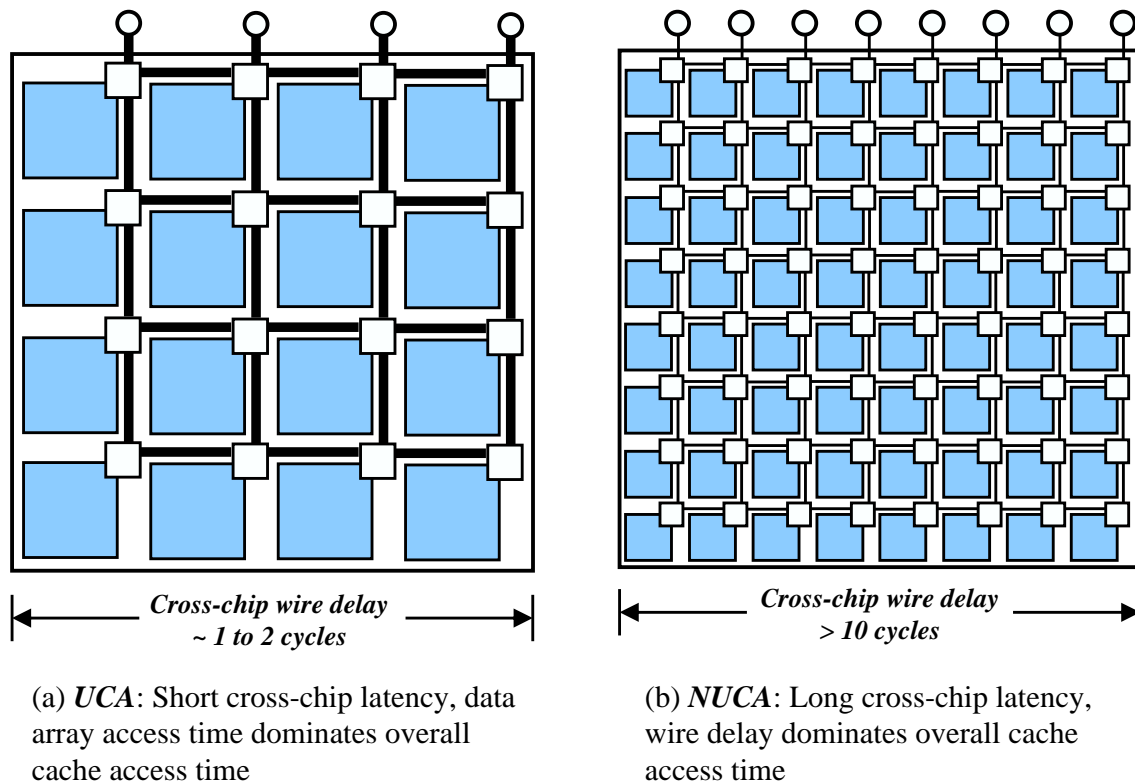 Cross-chip wire delay
~ 1 to 2 cycles
(a) UCA: Short cross-chip latency, data
array access time dominates overall
cache access time
Cross-chip wire delay
> 10 cycles
(b) NUCA: Long cross-chip latency,
wire delay dominates overall cache
access time